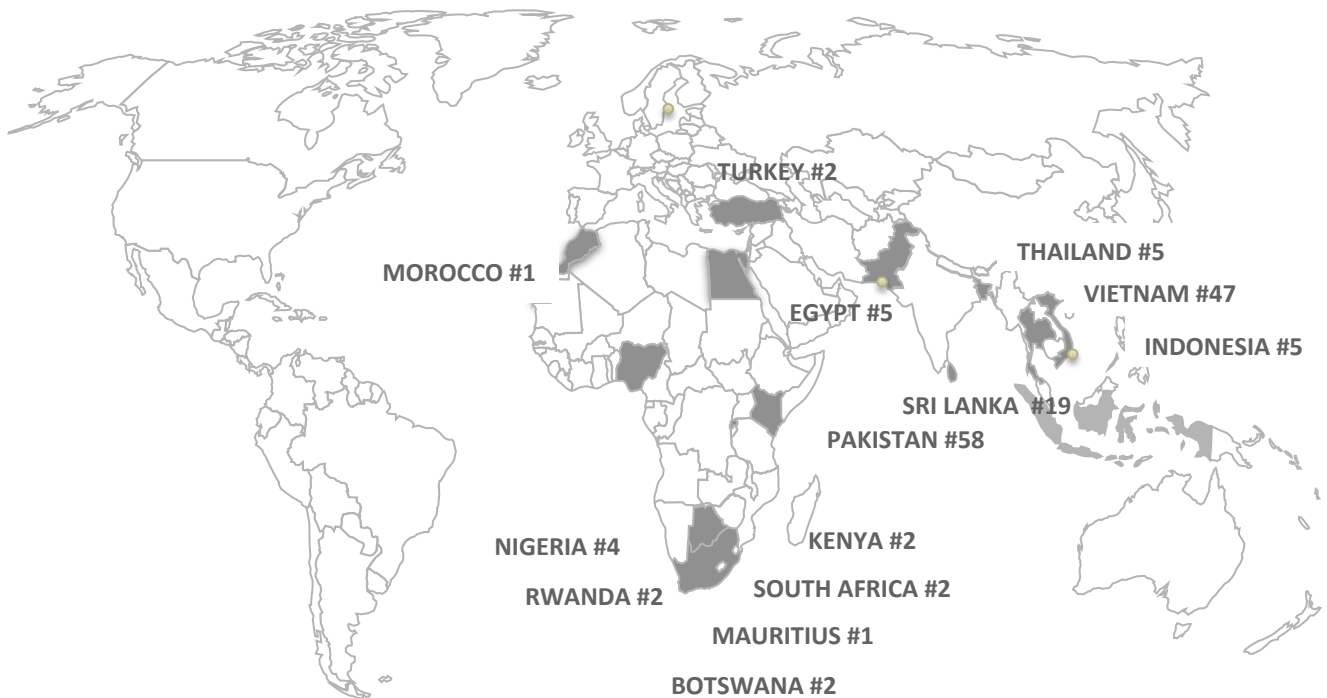 TURKEY #2
THAILAND #5
MOROCCO #1
VIETNAM #47
EGYPT #5
INDONESIA #5
SRI LANKA  #19
PAKISTAN #58
NIGERIA #4
KENYA #2
RWANDA #2
SOUTH AFRICA #2
MAURITIUS #1
BOTSWANA #2